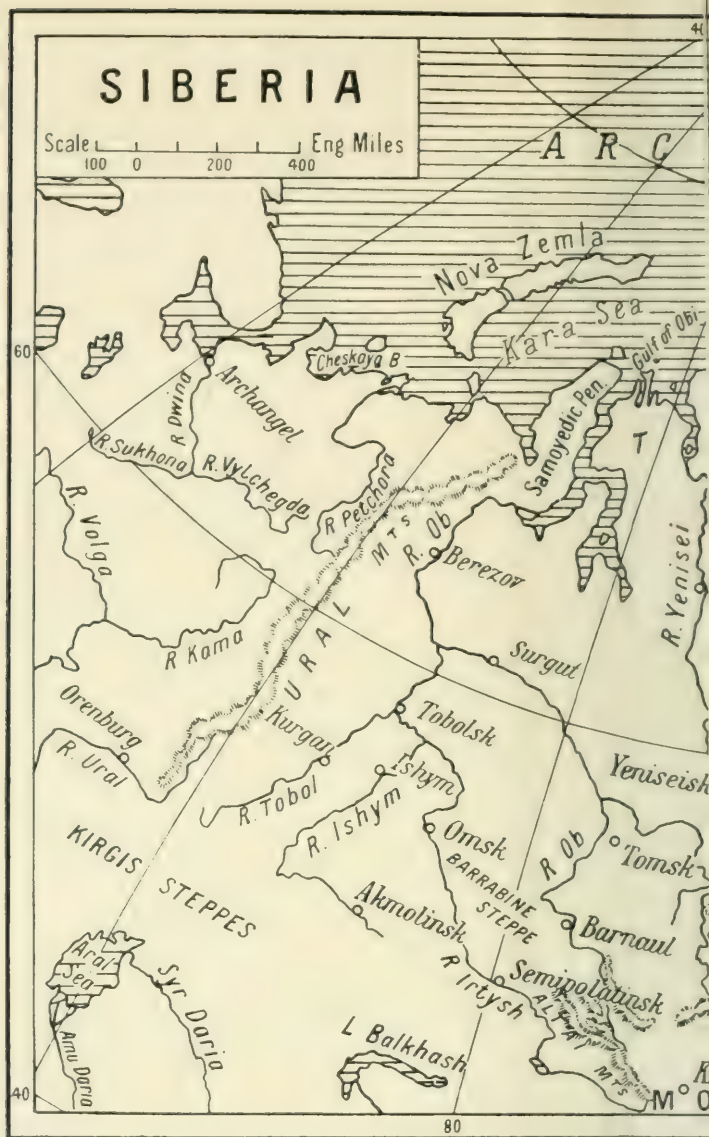 SIBERIA
Scale 100 0 200 400 Eng Miles
ARC
Nova Zemla
Kara Sea
Gulf of Obi
Cheskaya B
60
Archangel
R Dwina
R. Sukhona
R. Vylchegda
R Petchora
Samoyedic Pen.
T
MTS
R. Ob
Berezov
R. Volga
R. Yenisei
R Kama
URAL
Surgut
Orenburg
Kurgan
Tobolsk
R. Ural
R. Tobol
Ishym
Yeniseisk
R. Ishym
Omsk
R Ob
Tomsk
KIRGIS
STEPPES
BARRABINE
STEPPE
Akmolinsk
Barnaul
Aral
Sea
Syr Daria
R Irtysh
Semipolatinsk
ALTAI
MTS
L Balkhash
Amu Daria
40
80
M O